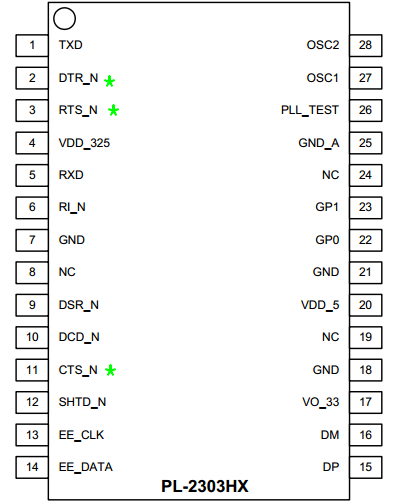 1 TXD OSC2 28
2 DTR_N OSC1 27
3 RTS_N PLL_TEST 26
4 VDD_325 GND_A 25
5 RXD NC 24
6 RI_N GP1 23
7 GND GP0 22
8 NC GND 21
9 DSR_N VDD_5 20
10 DCD_N NC 19
11 CTS_N GND 18
12 SHTD_N VO_33 17
13 EE_CLK DM 16
14 EE_DATA DP 15
PL-2303HX